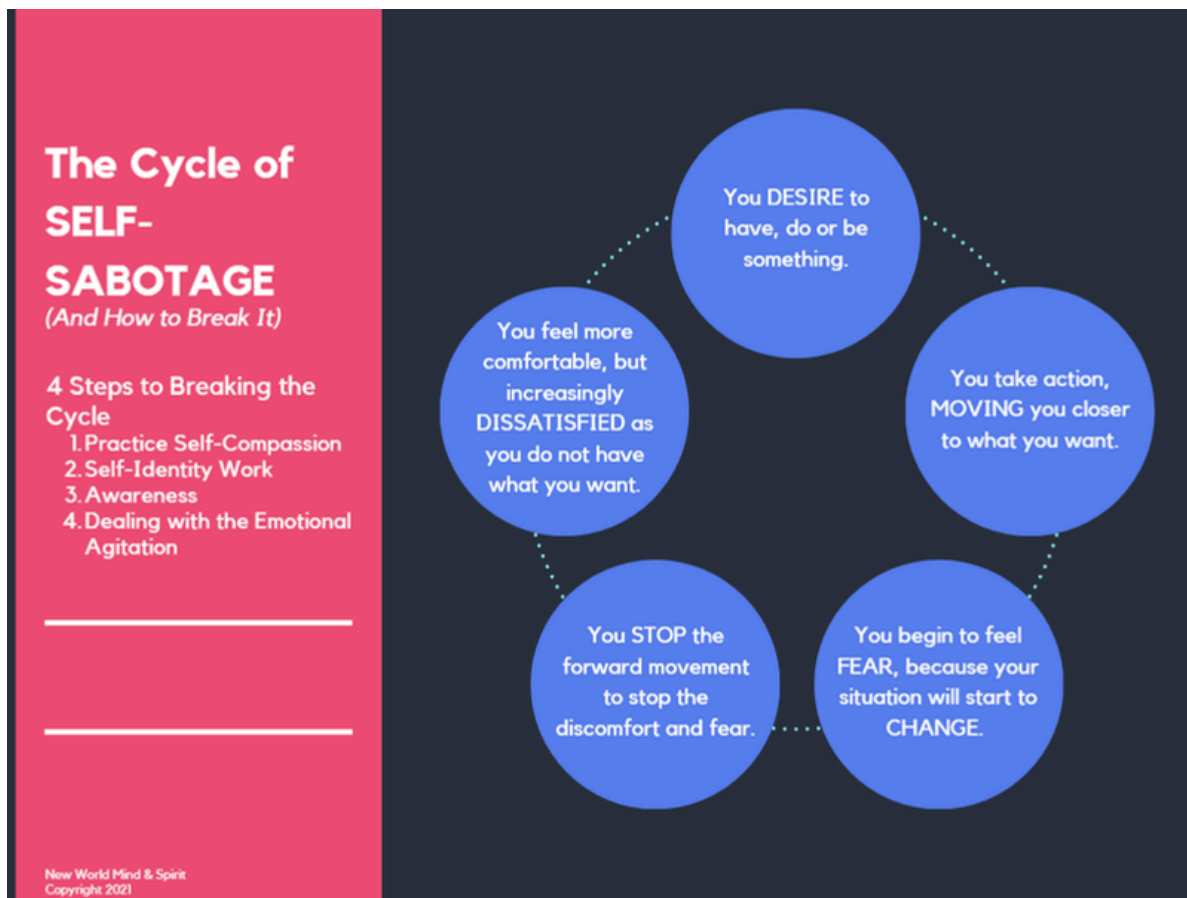 The Cycle of
SELF-
SABOTAGE
(And How to Break It)
4 Steps to Breaking the
Cycle
1. Practice Self-Compassion
2. Self-Identity Work
3. Awareness
4. Dealing with the Emotional
Agitation
New World Mind & Spirit
Copyright 2021
You DESIRE to
have, do or be
something.
You take action,
MOVING you closer
to what you want.
You begin to feel
FEAR, because your
situation will start to
CHANGE.
You STOP the
forward movement
to stop the
discomfort and fear.
You feel more
comfortable, but
increasingly
DISSATISFIED as
you do not have
what you want.